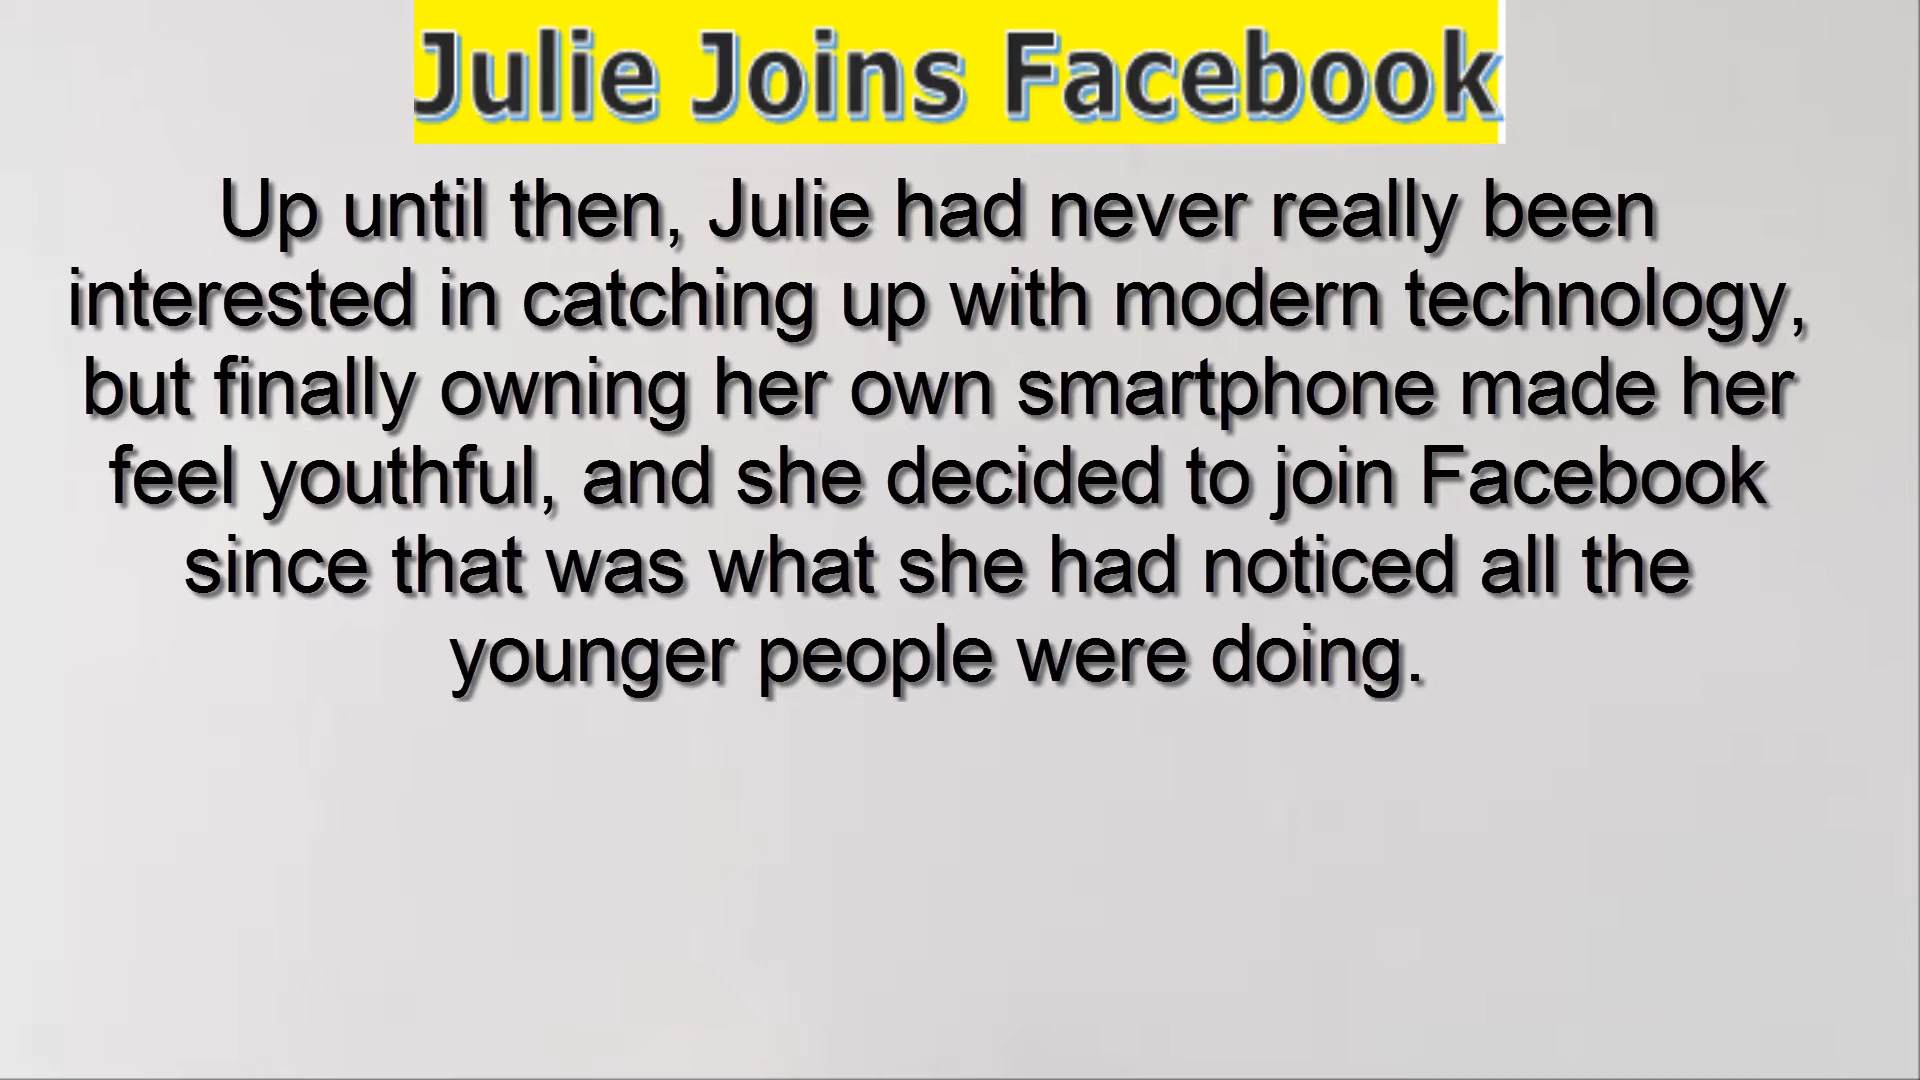 Julie Joins Facebook
Up until then, Julie had never really been
interested in catching up with modern technology,
but finally owning her own smartphone made her
feel youthful, and she decided to join Facebook
since that was what she had noticed all the
younger people were doing.